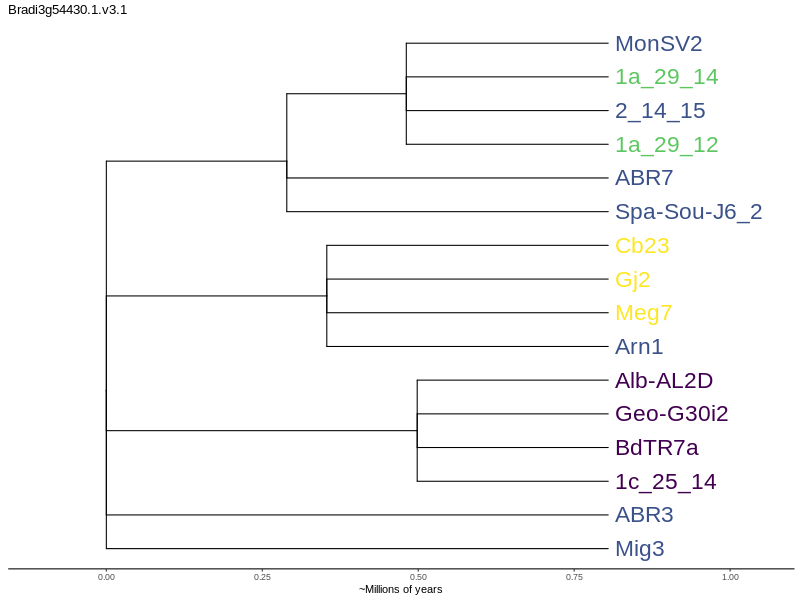 Bradi3g54430.1.v3.1
MonSV2
1a_29_14
2_14_15
1a_29_12
ABR7
Spa-Sou-J6_2
Cb23
Gj2
Meg7
Arn1
Alb-AL2D
Geo-G30i2
BdTR7a
1c_25_14
ABR3
Mig3
0.00 0.25 0.50 0.75 1.00
~Millions of years